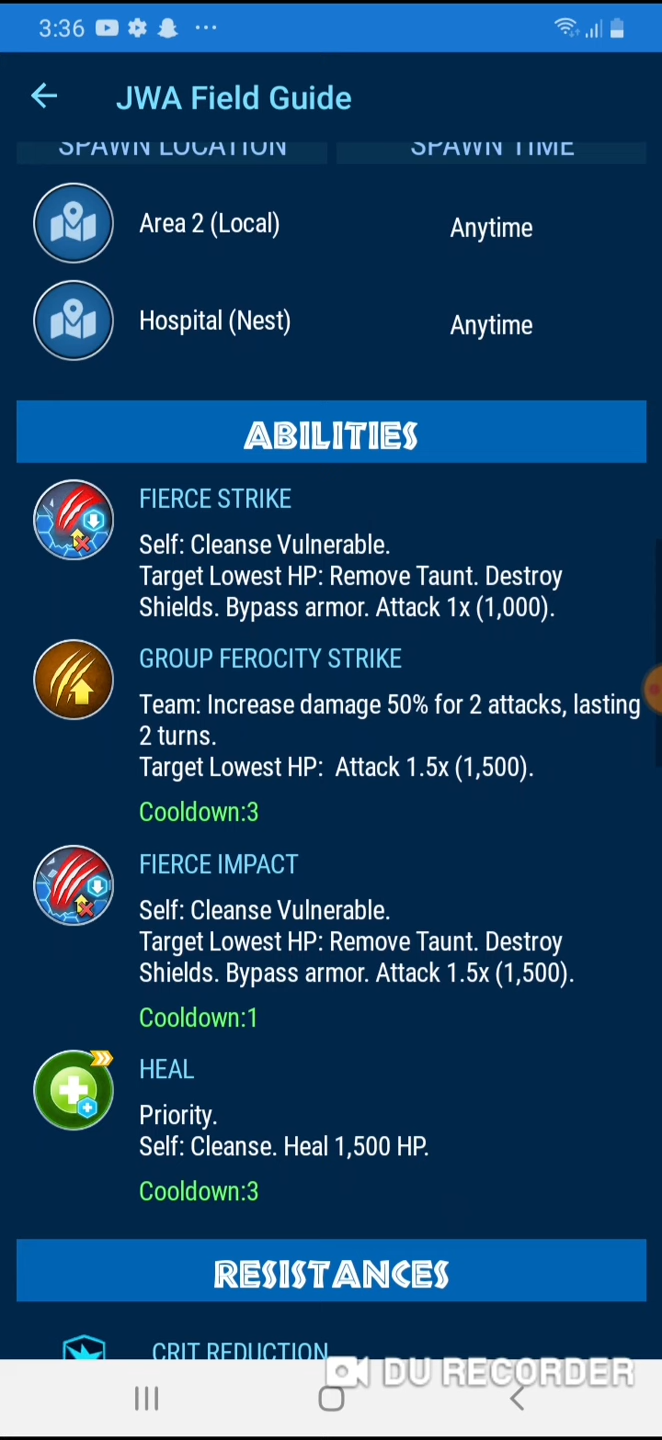 3:36
JWA Field Guide
SPAWN LOCATION
SPAWN TIME
Area 2 (Local)
Anytime
Hospital (Nest)
Anytime
ABILITIES
FIERCE STRIKE
Self: Cleanse Vulnerable.
Target Lowest HP: Remove Taunt. Destroy
Shields. Bypass armor. Attack 1x (1,000).
GROUP FEROCITY STRIKE
Team: Increase damage 50% for 2 attacks, lasting
2 turns.
Target Lowest HP:  Attack 1.5x (1,500).
Cooldown:3
FIERCE IMPACT
Self: Cleanse Vulnerable.
Target Lowest HP: Remove Taunt. Destroy
Shields. Bypass armor. Attack 1.5x (1,500).
Cooldown:1
HEAL
Priority.
Self: Cleanse. Heal 1,500 HP.
Cooldown:3
RESISTANCES
CRIT REDUCTION
DU RECORDER